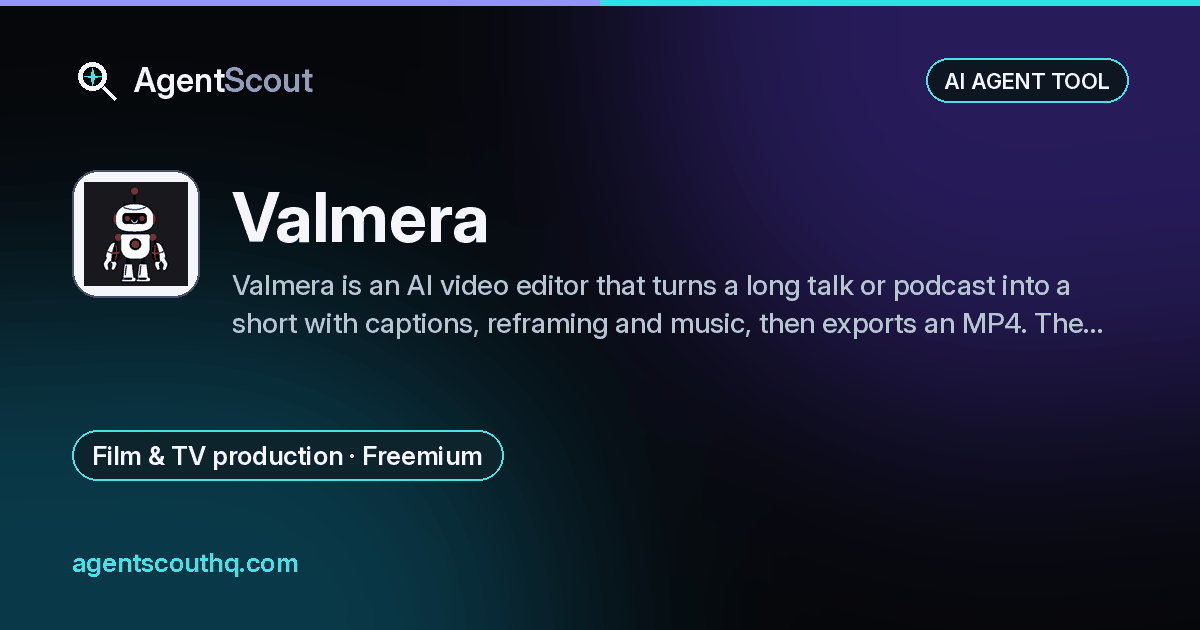 AgentScout
AI AGENT TOOL
Valmera
Valmera is an AI video editor that turns a long talk or podcast into a
short with captions, reframing and music, then exports an MP4. The...
Film & TV production · Freemium
agentscouthq.com